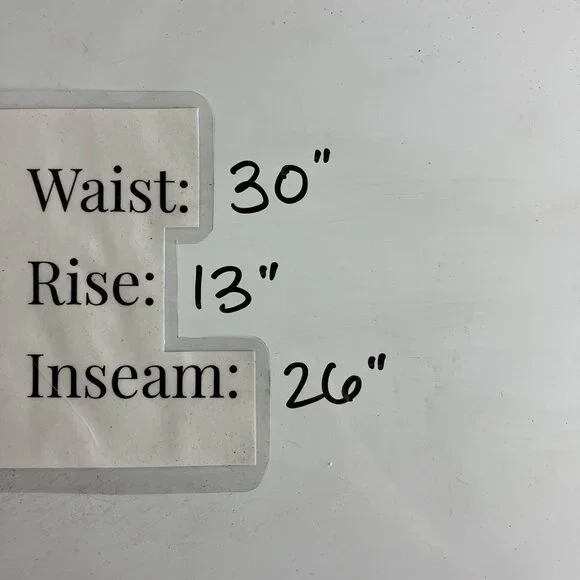 Waist: 30"
Rise: 13"
Inseam: 26"